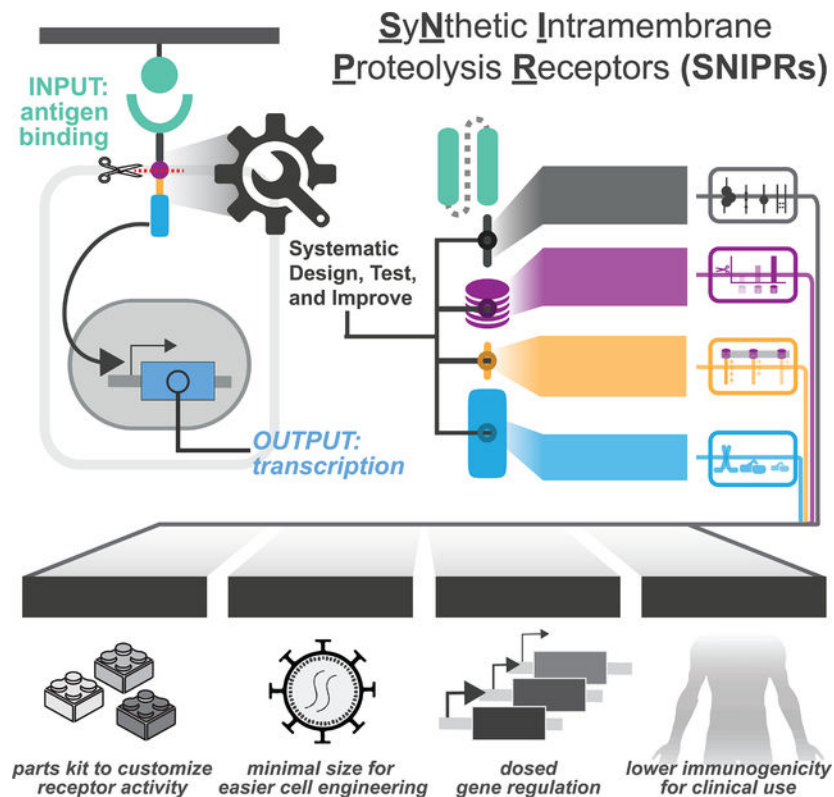 SyNthetic Intramembrane
Proteolysis Receptors (SNIPRs)
INPUT:
antigen
binding
Systematic
Design, Test,
and Improve
OUTPUT:
transcription
parts kit to customize
receptor activity
minimal size for
easier cell engineering
dosed
gene regulation
lower immunogenicity
for clinical use